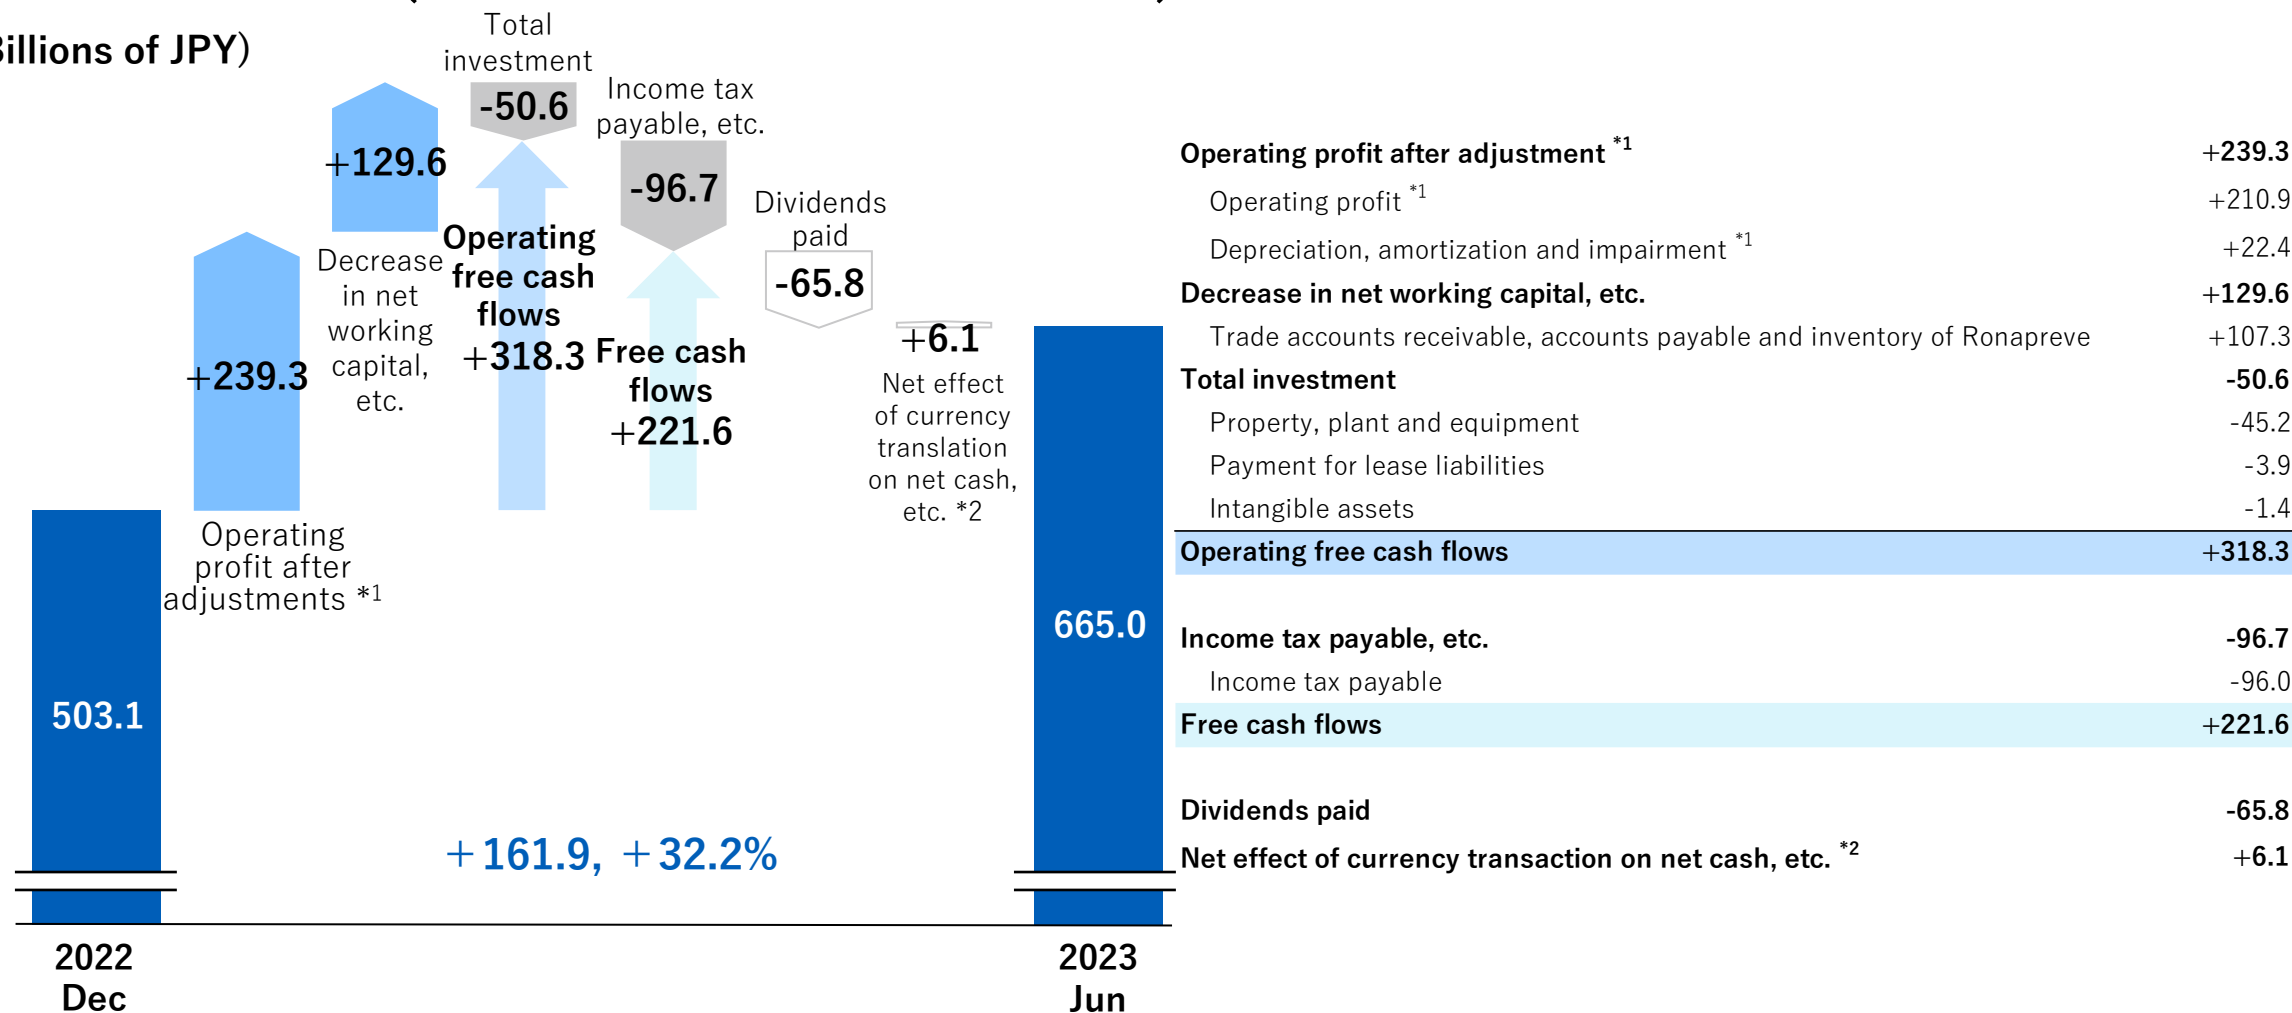 Billions of JPY)
Total
investment
-50.6
Income tax
payable, etc.
-96.7
+129.6
Decrease
in net
working
capital,
etc.
+239.3
Operating
profit after
adjustments *1
Operating
free cash
flows
+318.3
Free cash
flows
+221.6
Dividends
paid
-65.8
+6.1
Net effect
of currency
translation
on net cash,
etc. *2
503.1
665.0
+161.9, +32.2%
2022
Dec
2023
Jun
Operating profit after adjustment *1 +239.3
Operating profit *1 +210.9
Depreciation, amortization and impairment *1 +22.4
Decrease in net working capital, etc. +129.6
Trade accounts receivable, accounts payable and inventory of Ronapreve +107.3
Total investment -50.6
Property, plant and equipment -45.2
Payment for lease liabilities -3.9
Intangible assets -1.4
Operating free cash flows +318.3
Income tax payable, etc. -96.7
Income tax payable -96.0
Free cash flows +221.6
Dividends paid -65.8
Net effect of currency transaction on net cash, etc. *2 +6.1